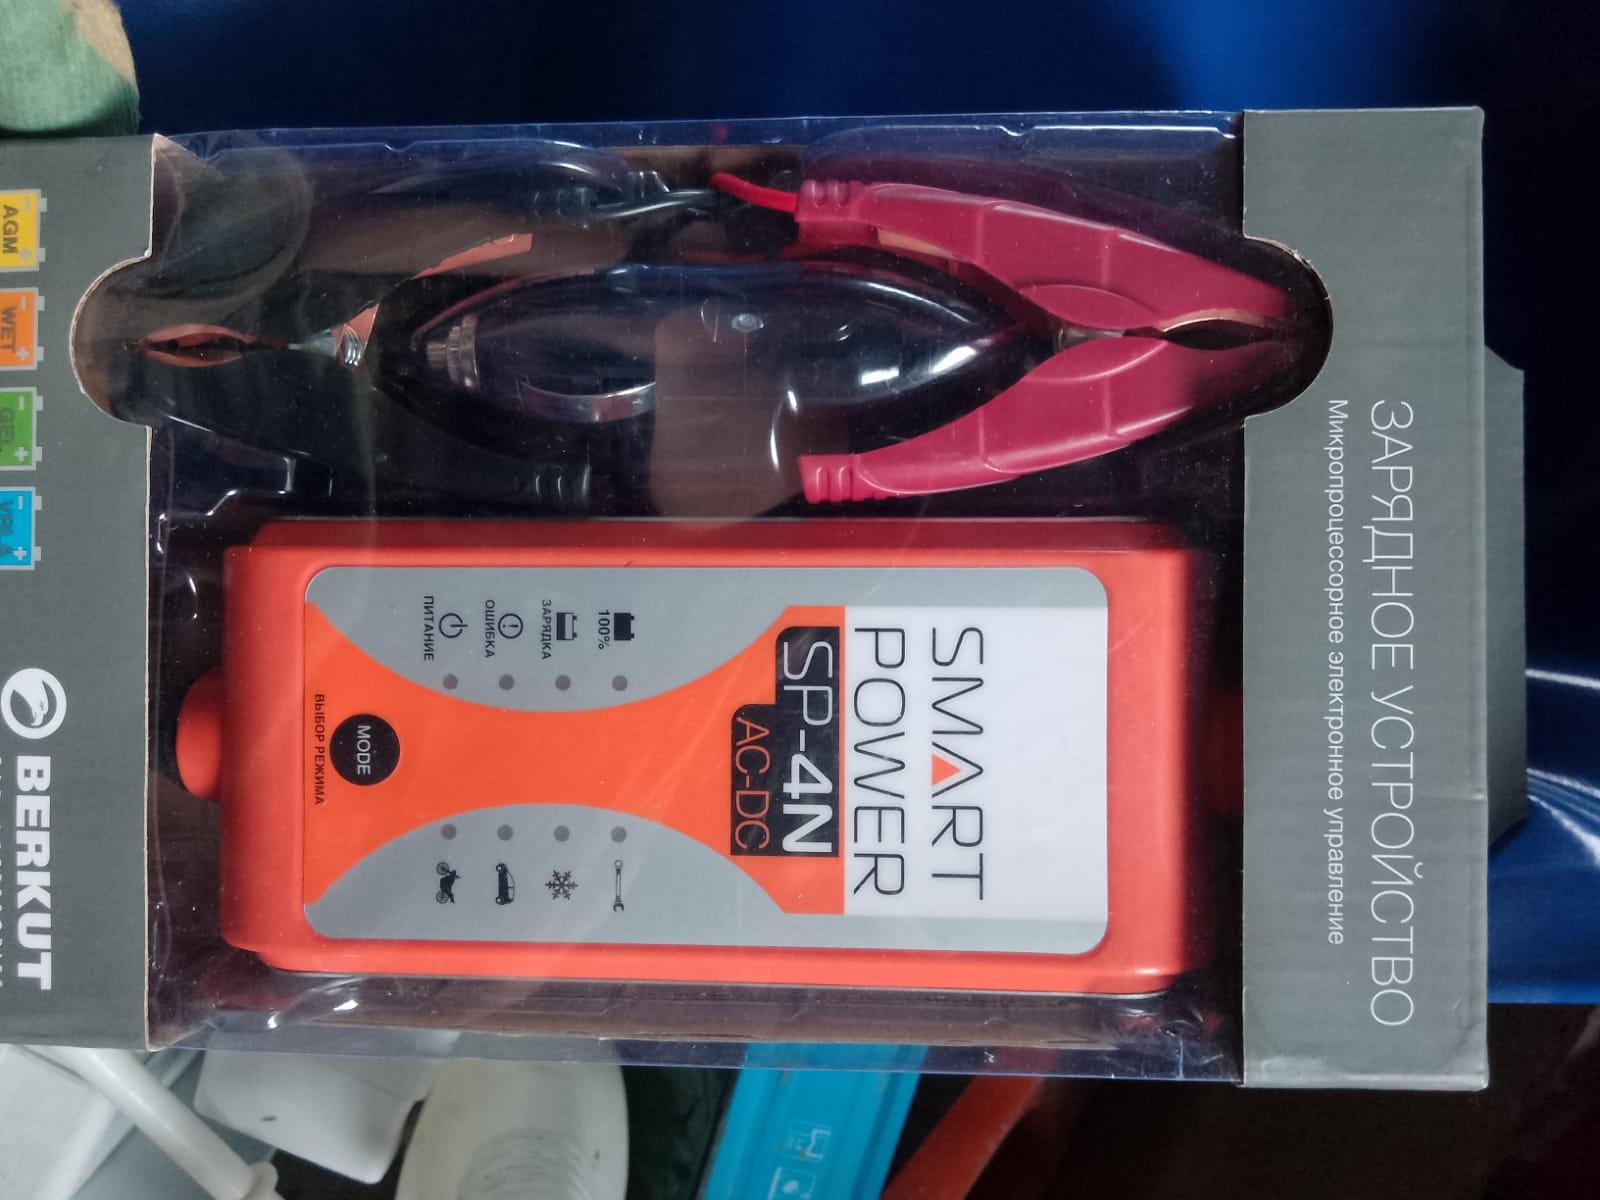 ЗАРЯДНОЕ УСТРОЙСТВО
Микропроцессорное электронное управление
SMART
POWER
SP-4N
AC-DC
100%
ЗАРЯДКА
ОШИБКА
ПИТАНИЕ
MODE
ВЫБОР РЕЖИМА
AGM
WET
GEL
VRLA
BERKUT